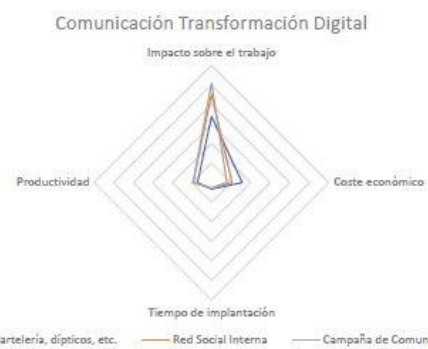 Comunicación Transformación Digital
Impacto sobre el trabajo
Productividad
Coste económico
Tiempo de implantación
artelería, dípticos, etc. Red Social Interna Campaña de Comun